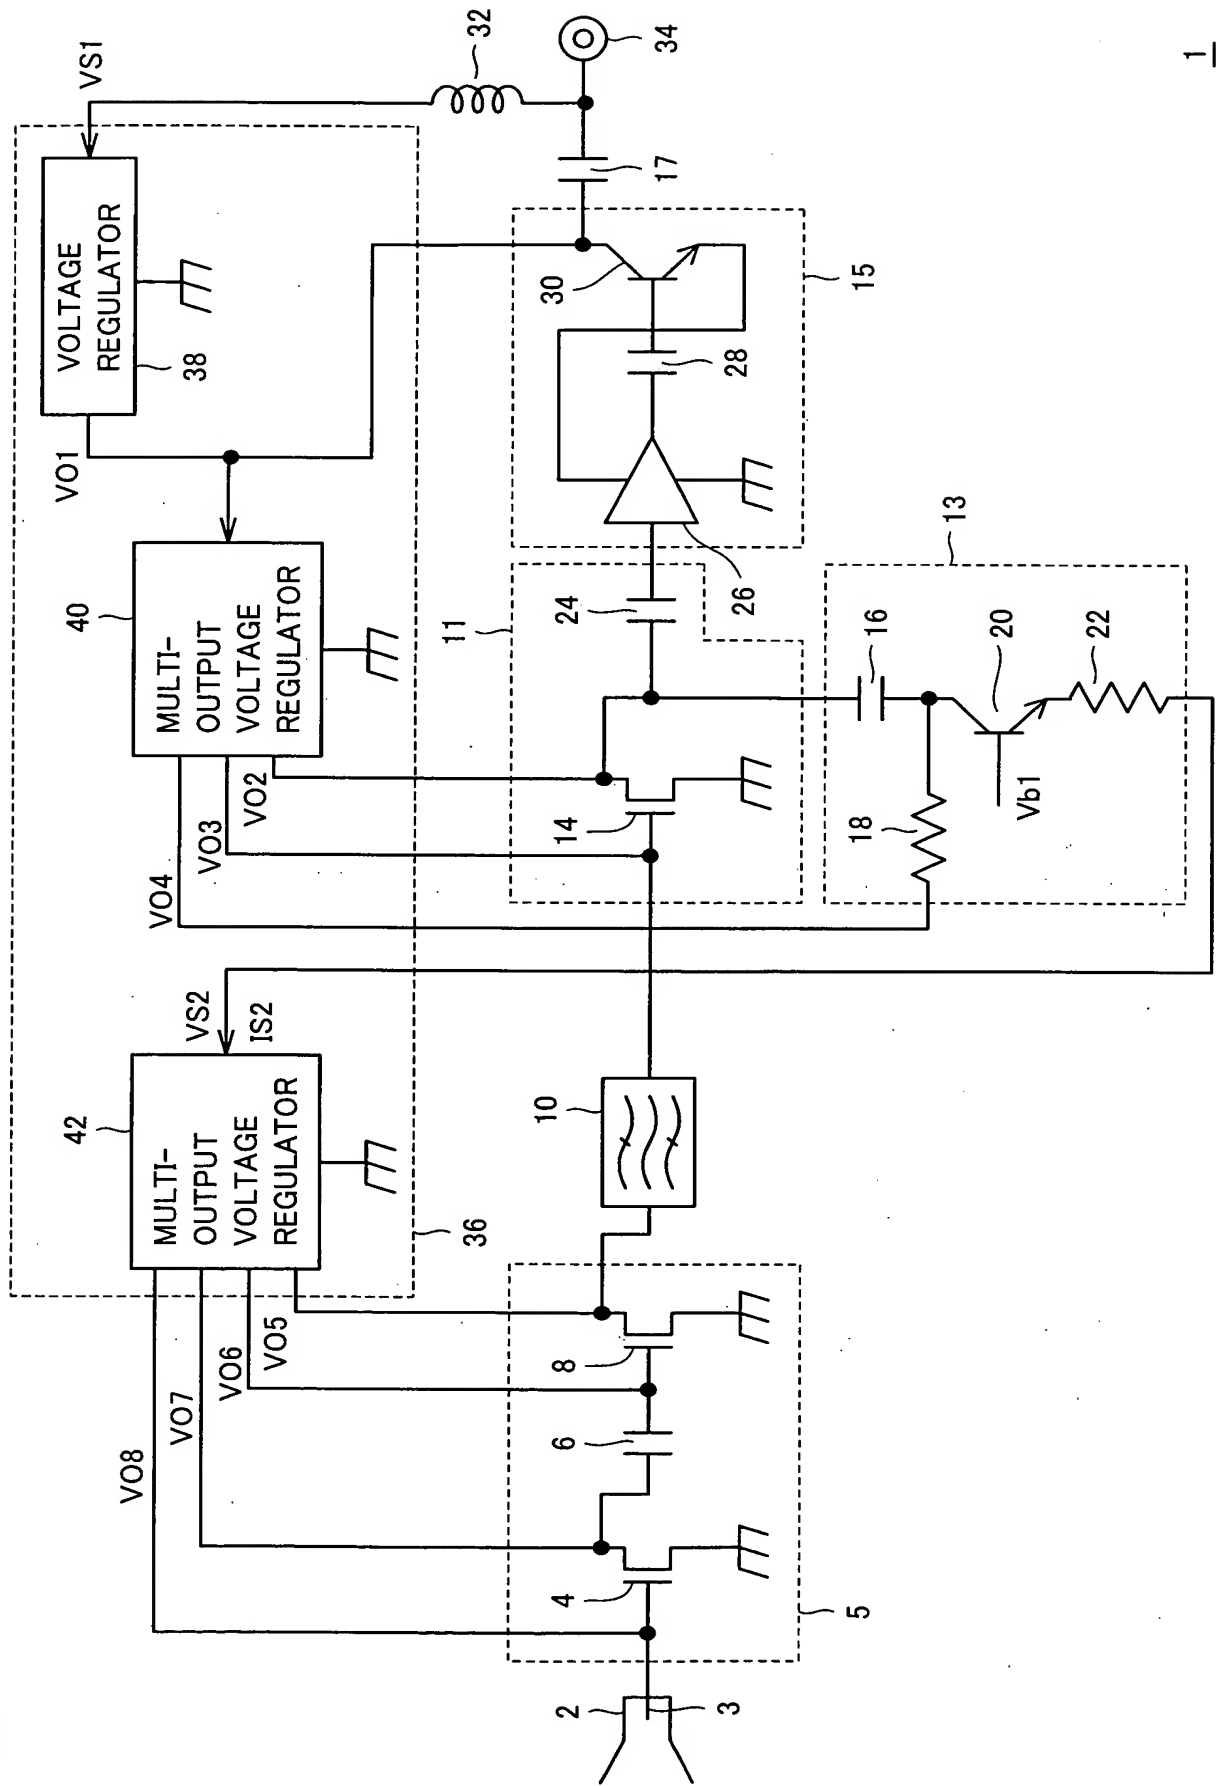 1
VS1
32
34
VOLTAGE
REGULATOR
38
VO1
17
30
28
15
26
40
MULTI-
OUTPUT
VOLTAGE
REGULATOR
VO2
VO3
VO4
11
24
14
13
16
20
22
18
Vb1
VS2
IS2
42
MULTI-
OUTPUT
VOLTAGE
REGULATOR
36
10
VO5
VO6
VO7
VO8
8
6
4
5
2
3